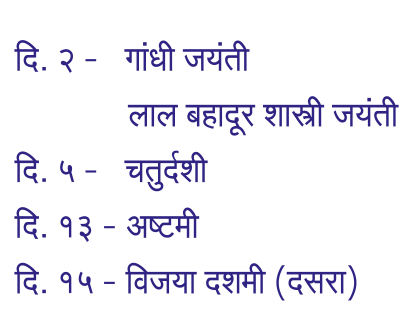 दि. २ - गांधी जयंती
लाल बहादूर शास्त्री जयंती
दि. ५ - चतुर्दशी
दि. १३ - अष्टमी
दि. १५ - विजया दशमी (दसरा)